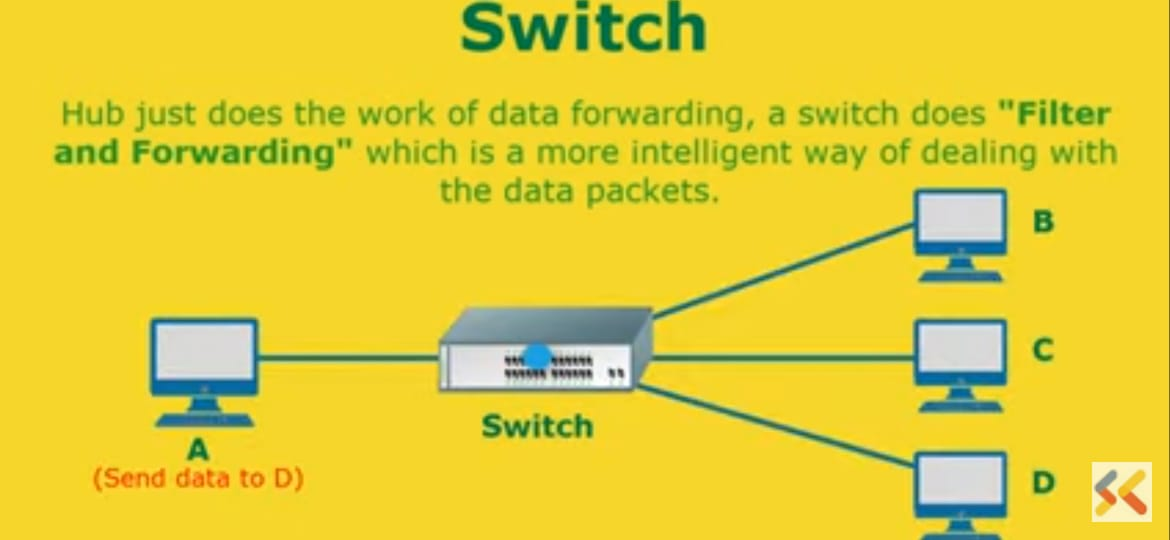 Switch
Hub just does the work of data forwarding, a switch does "Filter
and Forwarding" which is a more intelligent way of dealing with
the data packets.
B
C
Switch
A
(Send data to D)
D